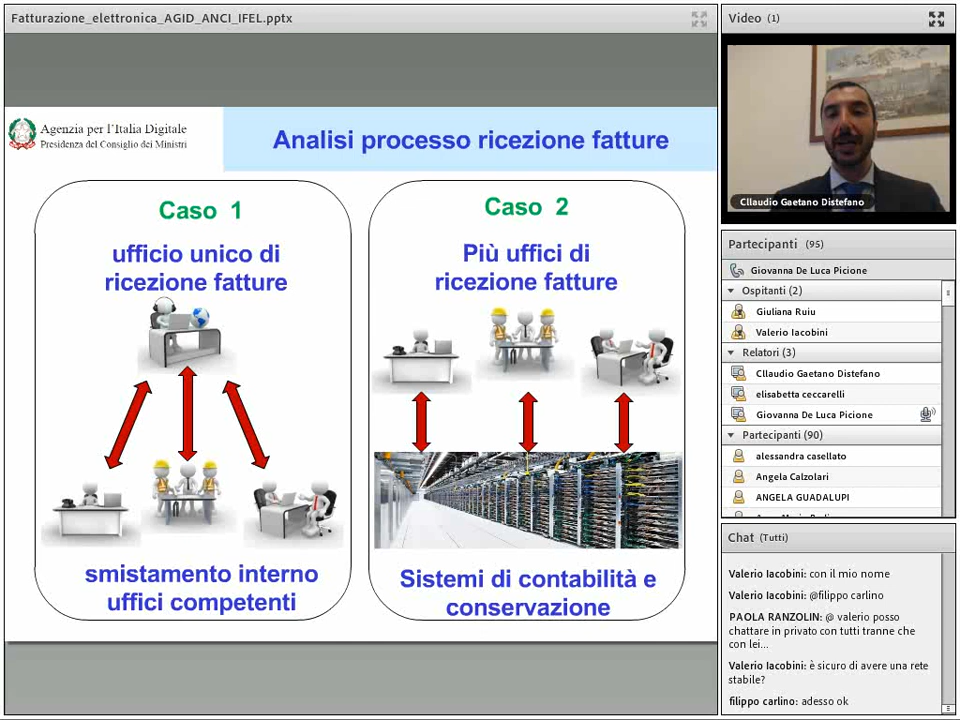 Fatturazione_elettronica_AGID_ANCI_IFEL.pptx
Agenzia per l'Italia Digitale
Presidenza del Consiglio dei Ministri
Analisi processo ricezione fatture
Caso 1
ufficio unico di
ricezione fatture
smistamento interno
uffici competenti
Caso 2
Più uffici di
ricezione fatture
Sistemi di contabilità e
conservazione
Video (1)
Cllaudio Gaetano Distefano
Partecipanti (95)
Giovanna De Luca Picione
Ospitanti (2)
Giuliana Ruiu
Valerio Iacobini
Relatori (3)
Cllaudio Gaetano Distefano
elisabetta ceccarelli
Giovanna De Luca Picione
Partecipanti (90)
alessandra casellato
Angela Calzolari
ANGELA GUADALUPI
Chat (Tutti)
Valerio Iacobini: con il mio nome
Valerio Iacobini: @filippo carlino
PAOLA RANZOLIN: @ valerio posso
chattare in privato con tutti tranne che
con lei...
Valerio Iacobini: è sicuro di avere una rete
stabile?
filippo carlino: adesso ok